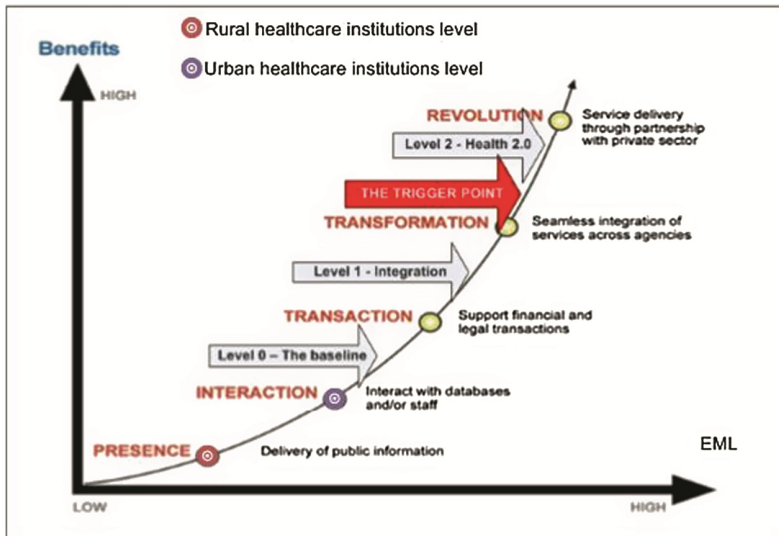 Rural healthcare institutions level
Benefits
Urban healthcare institutions level
HIGH
REVOLUTION
Service delivery
through partnership
with private sector
Level 2 - Health 2.0
THE TRIGGER POINT
TRANSFORMATION
Seamless integration of
services across agencies
Level 1 - Integration
TRANSACTION
Support financial and
legal transactions
Level 0 – The baseline
INTERACTION
Interact with databases
and/or staff
PRESENCE
Delivery of public information
EML
LOW
HIGH